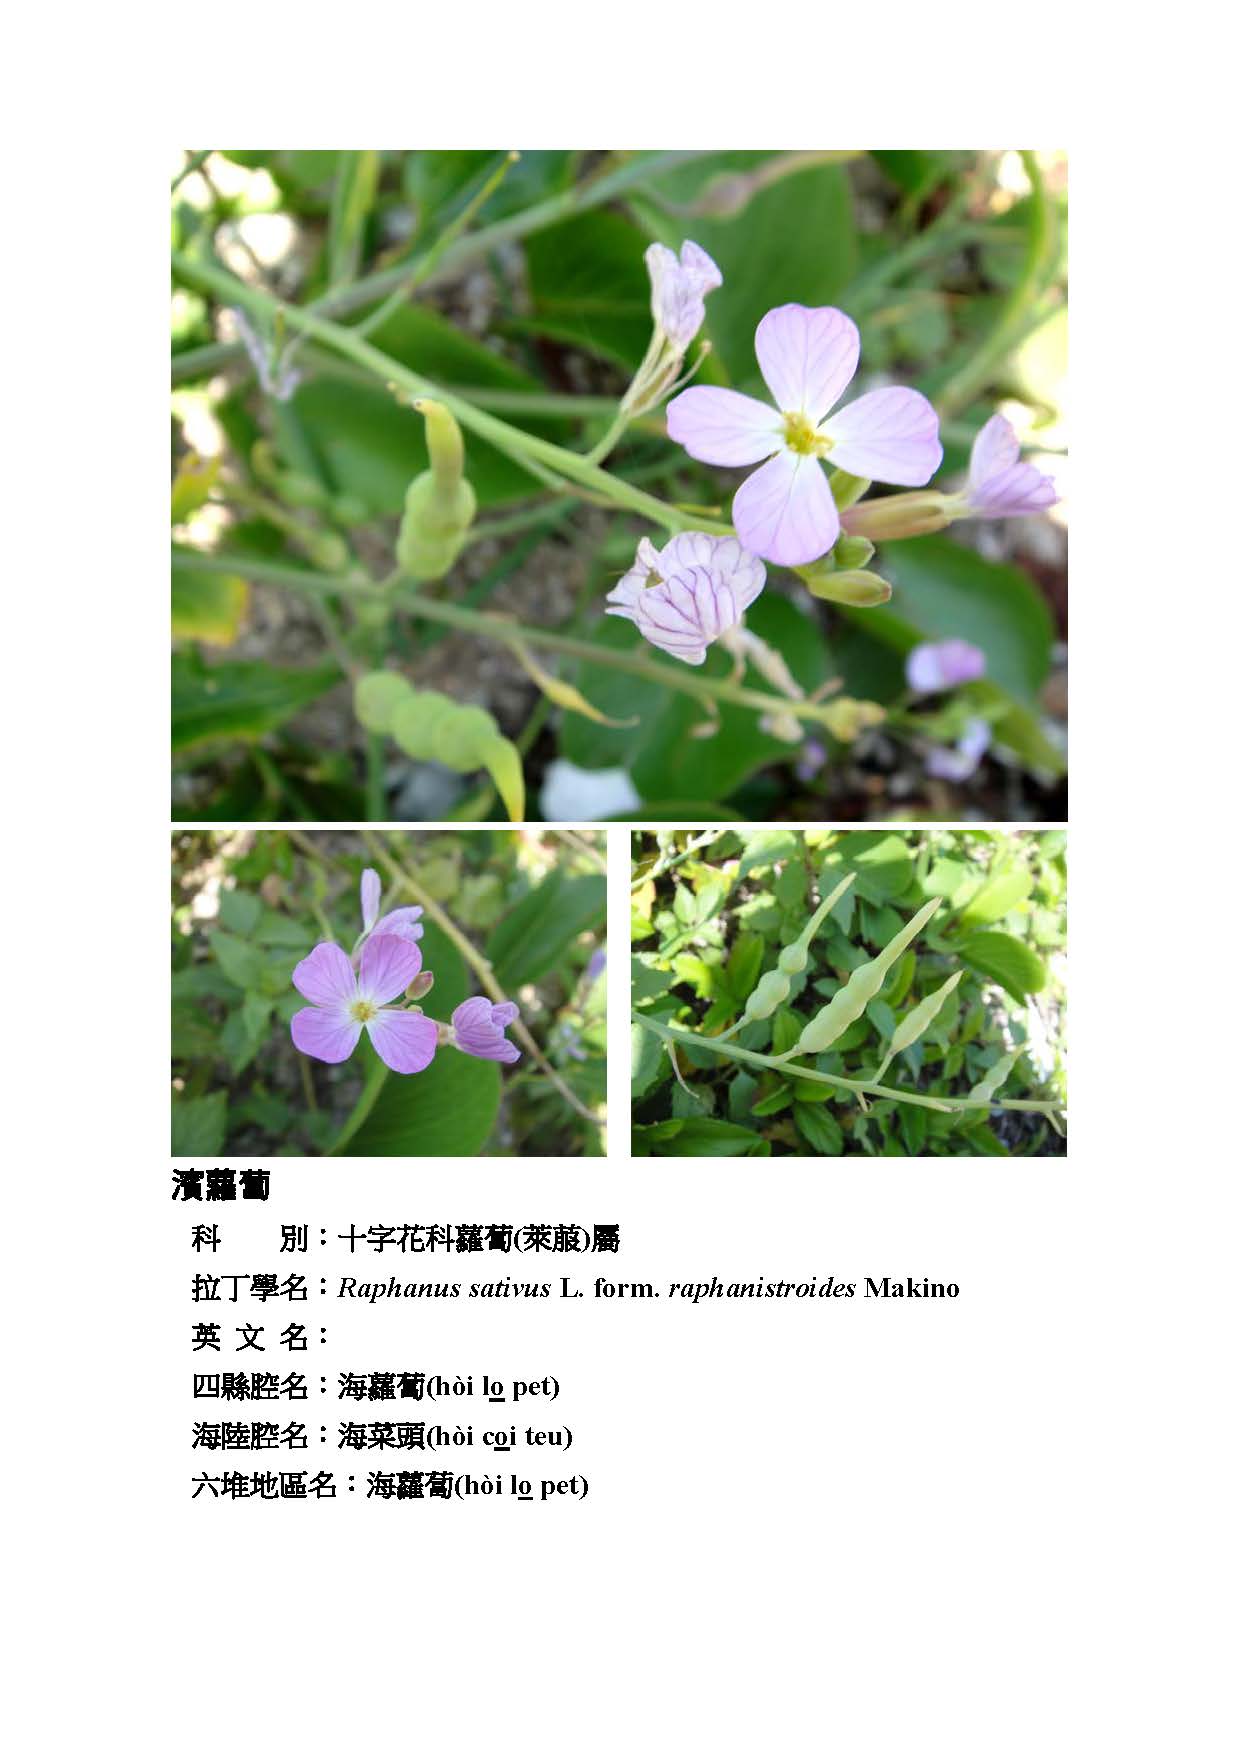 濱蘿蔔
科　　別：十字花科蘿蔔(萊菔)屬
拉丁學名：Raphanus sativus L. form. raphanistroides Makino
英 文 名：
四縣腔名：海蘿蔔(hòi lo pet)
海陸腔名：海菜頭(hòi coi teu)
六堆地區名：海蘿蔔(hòi lo pet)